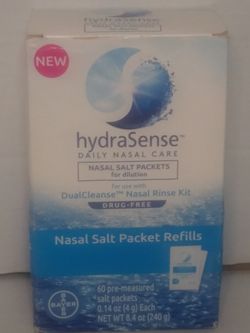 NEW
hydraSense™
DAILY NASAL CARE
NASAL SALT PACKETS
for dilution
for use with
DualCleanse™ Nasal Rinse Kit
DRUG-FREE
Nasal Salt Packet Refills
60 pre-measured
salt packets
0.14 oz (4 g) Each
NET WT 8.4 oz (240 g)
BAYER